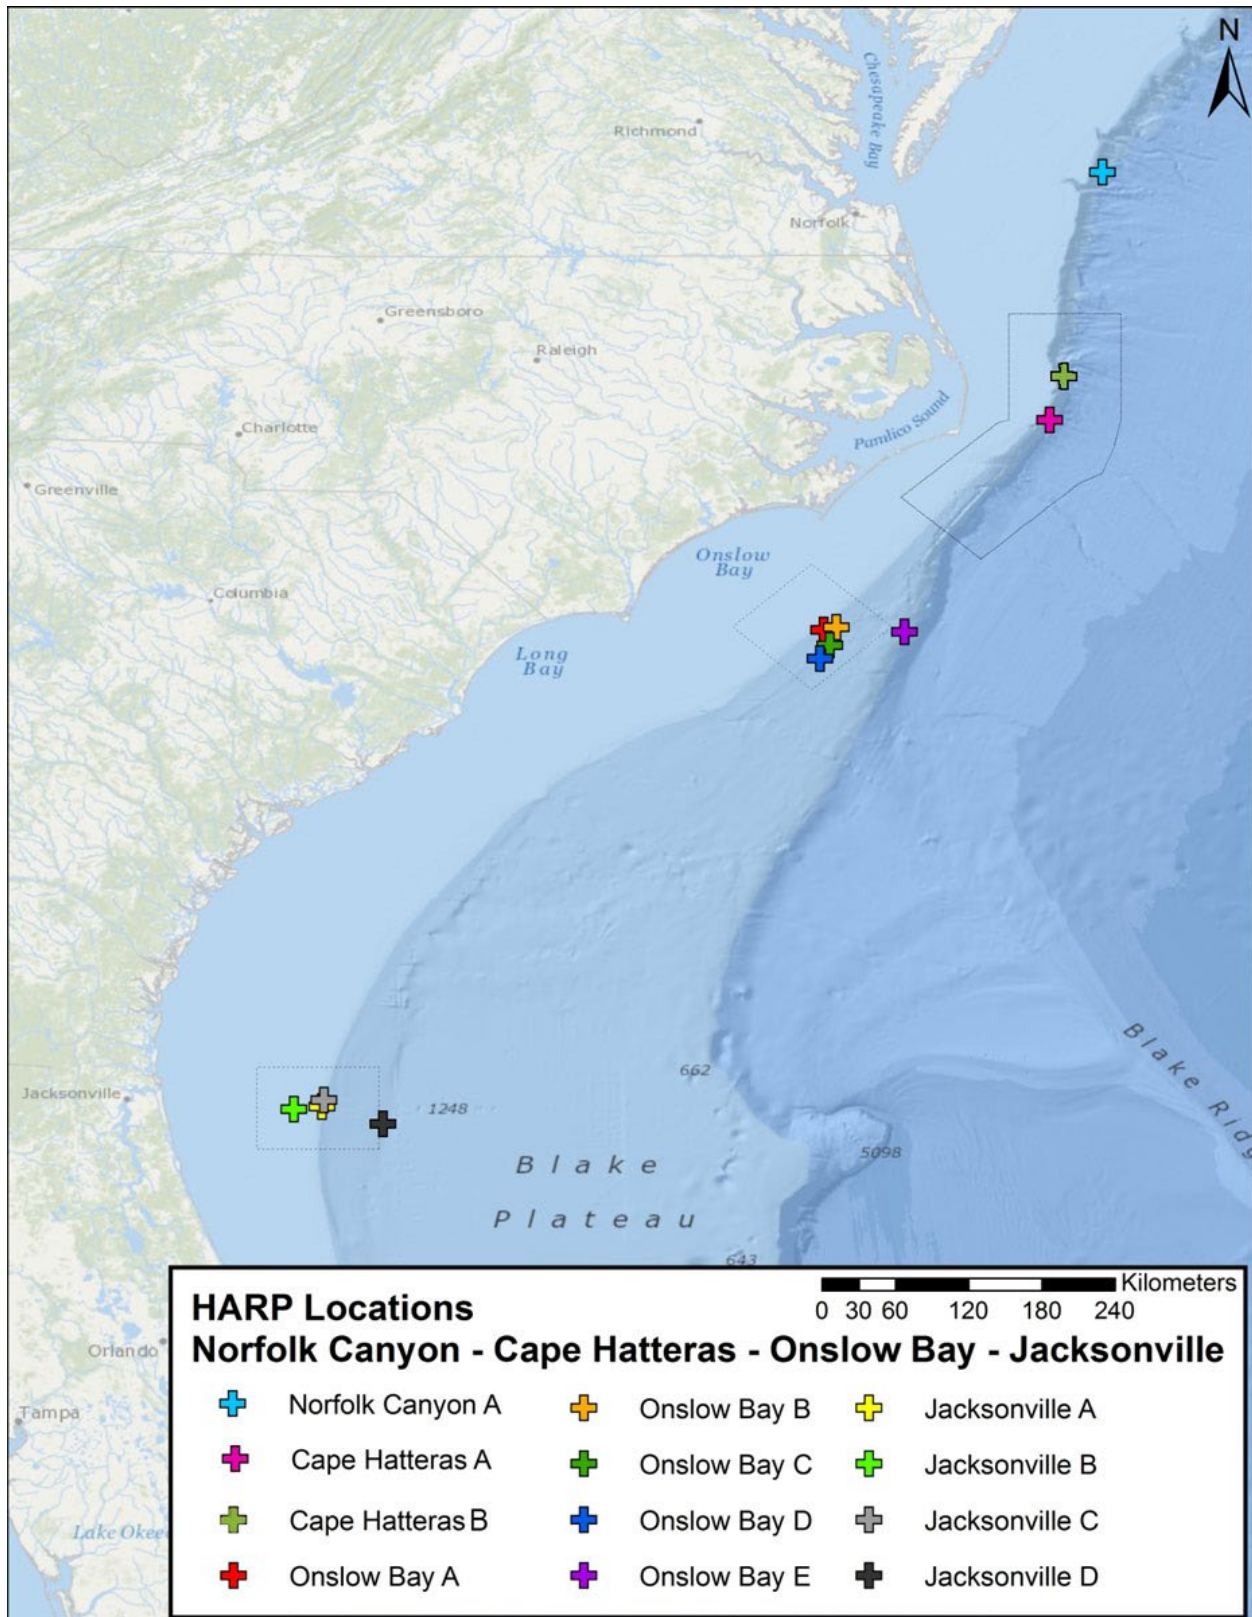 N
Chesapeake Bay
Richmond
Norfolk
Greensboro
Raleigh
Pamlico Sound
Charlotte
Greenville
Onslow
Bay
Columbia
Long
Bay
Blake Ridg
662
Jacksonville
1248
5098
Blake
Plateau
643
Orlando
Tampa
Lake Okee
HARP Locations
Kilometers
0 30 60 120 180 240
Norfolk Canyon - Cape Hatteras - Onslow Bay - Jacksonville
Norfolk Canyon A
Onslow Bay B
Jacksonville A
Cape Hatteras A
Onslow Bay C
Jacksonville B
Cape Hatteras B
Onslow Bay D
Jacksonville C
Onslow Bay A
Onslow Bay E
Jacksonville D